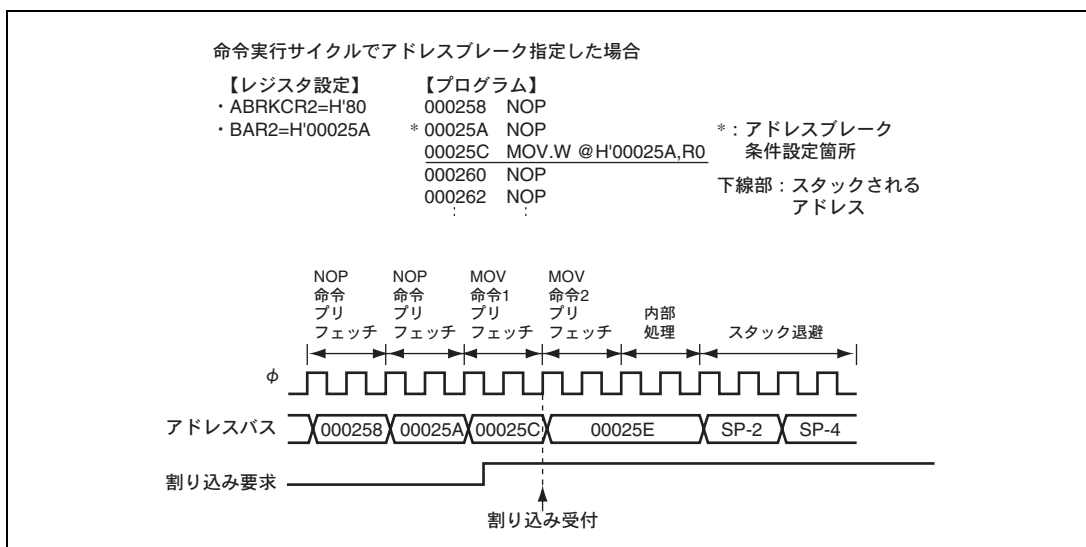 命令実行サイクルでアドレスブレーク指定した場合
【レジスタ設定】
・ABRKCR2=H'80
・BAR2=H'00025A
【プログラム】
000258 NOP
* 00025A NOP
00025C MOV.W @H'00025A,R0
000260 NOP
000262 NOP
: :
*：アドレスブレーク
条件設定箇所
下線部：スタックされる
アドレス
NOP
命令
プリ
フェッチ
NOP
命令
プリ
フェッチ
MOV
命令1
プリ
フェッチ
MOV
命令2
プリ
フェッチ
内部
処理
スタック退避
φ
アドレスバス 000258 00025A 00025C 00025E SP-2 SP-4
割り込み要求
割り込み受付